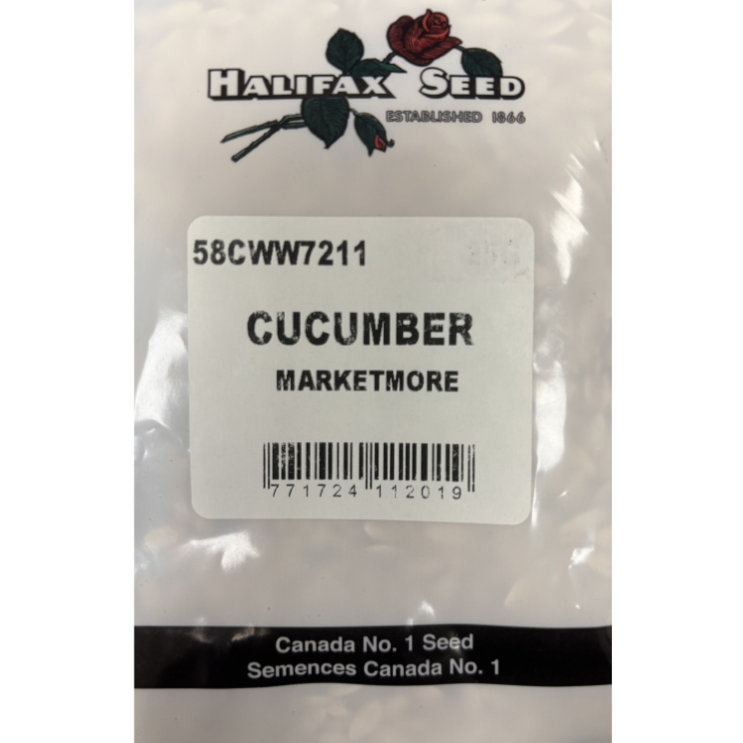 HALIFAX SEED
ESTABLISHED 1866
58CWW7211
CUCUMBER
MARKETMORE
771724 112019
Canada No. 1 Seed
Semences Canada No. 1